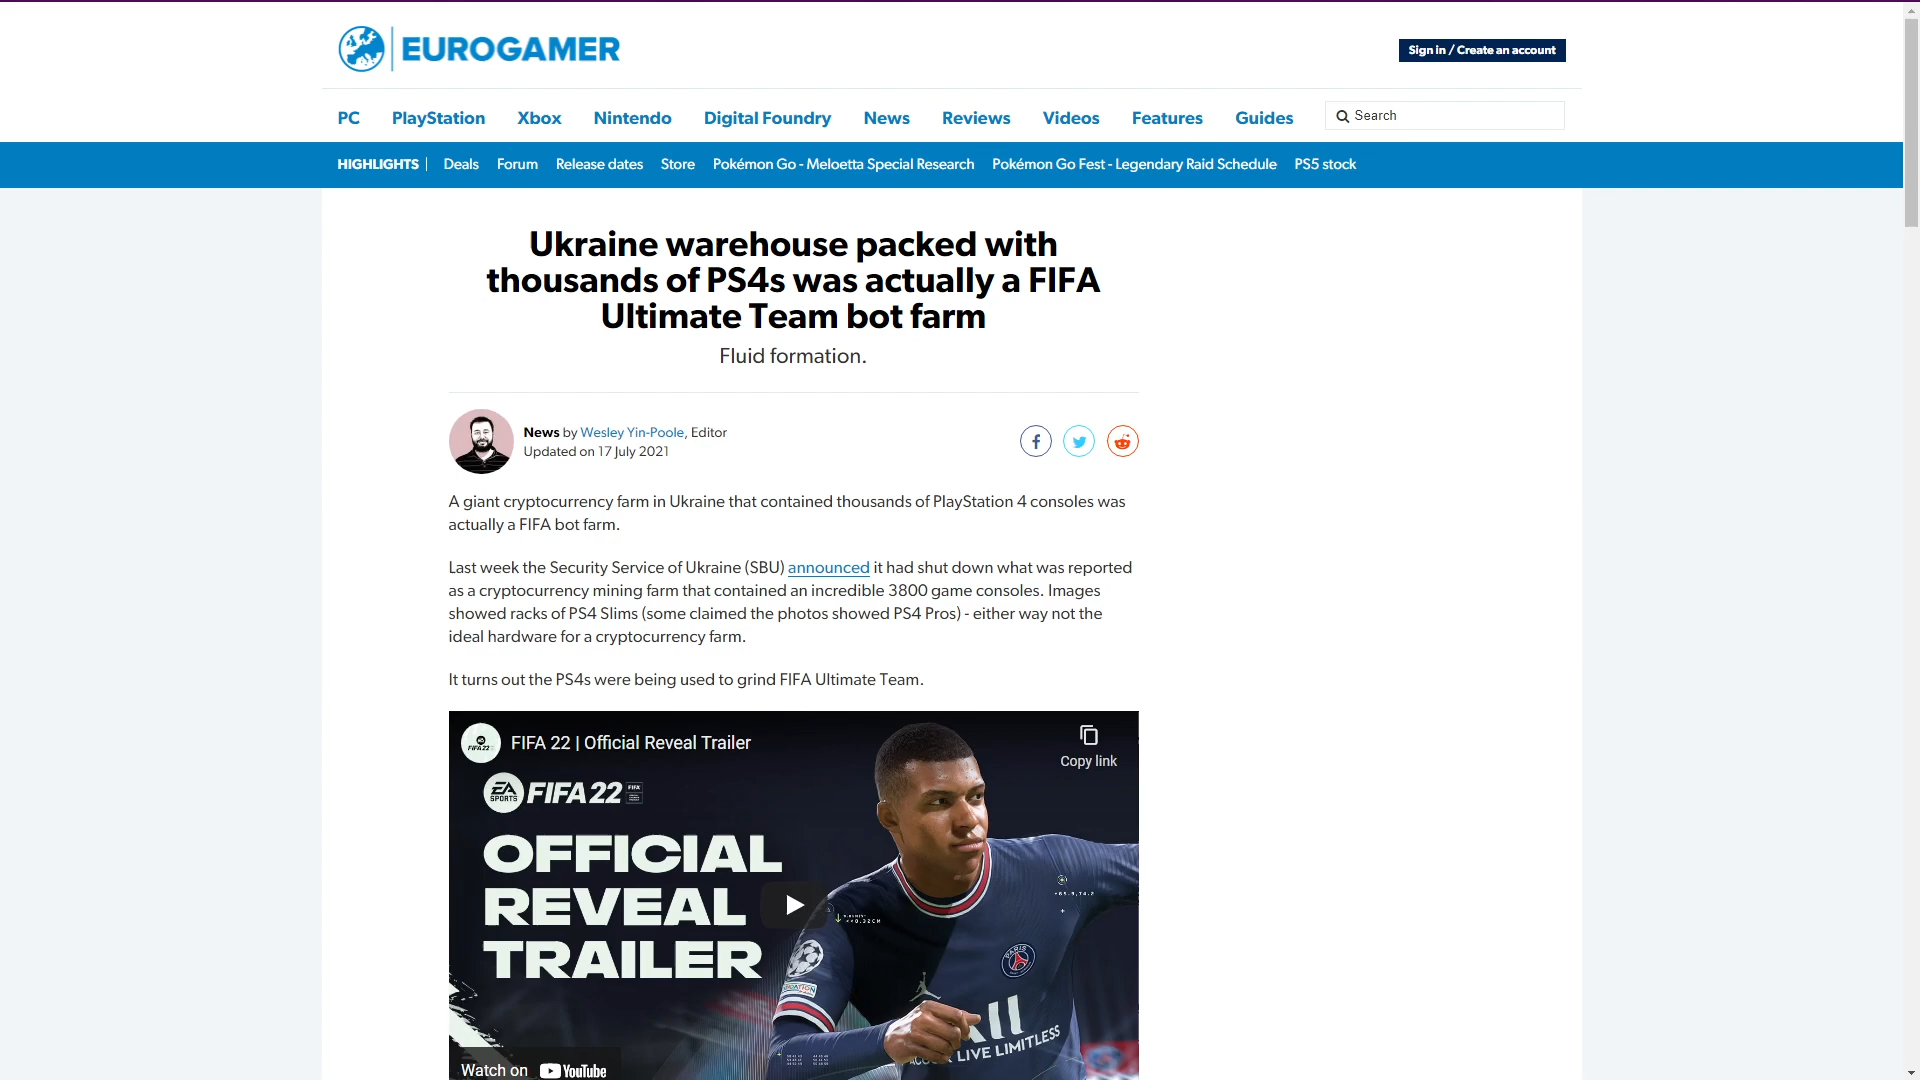 EUROGAMER
Sign in / Create an account
PC PlayStation Xbox Nintendo Digital Foundry News Reviews Videos Features Guides Search
HIGHLIGHTS Deals Forum Release dates Store Pokémon Go - Meloetta Special Research Pokémon Go Fest - Legendary Raid Schedule PS5 stock
Ukraine warehouse packed with
thousands of PS4s was actually a FIFA
Ultimate Team bot farm
Fluid formation.
News by Wesley Yin-Poole, Editor
Updated on 17 July 2021
A giant cryptocurrency farm in Ukraine that contained thousands of PlayStation 4 consoles was
actually a FIFA bot farm.
Last week the Security Service of Ukraine (SBU) announced it had shut down what was reported
as a cryptocurrency mining farm that contained an incredible 3800 game consoles. Images
showed racks of PS4 Slims (some claimed the photos showed PS4 Pros) - either way not the
ideal hardware for a cryptocurrency farm.
It turns out the PS4s were being used to grind FIFA Ultimate Team.
FIFA 22 | Official Reveal Trailer
Copy link
EA SPORTS FIFA 22
OFFICIAL
REVEAL
TRAILER
PARIS
LIVE LIMITLESS
Watch on YouTube